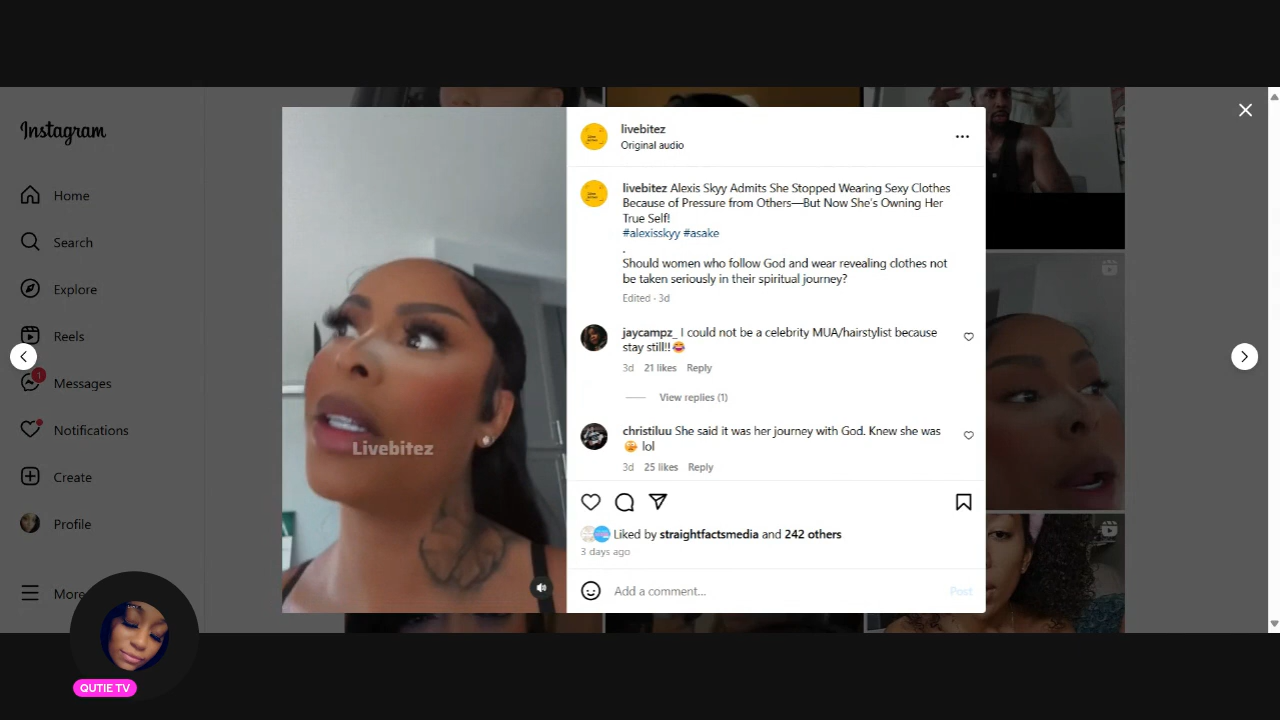 Instagram
Home
Search
Explore
Reels
1
Messages
Notifications
Create
Profile
More
Livebitez
livebitez
Original audio
livebitez Alexis Skyy Admits She Stopped Wearing Sexy Clothes
Because of Pressure from Others—But Now She's Owning Her
True Self!
#alexisskyy #asake
.
Should women who follow God and wear revealing clothes not
be taken seriously in their spiritual journey?
Edited · 3d
jaycampz_ I could not be a celebrity MUA/hairstylist because
stay still!!😂
3d 21 likes Reply
View replies (1)
christiluu She said it was her journey with God. Knew she was
🥴 lol
3d 25 likes Reply
Liked by straightfactsmedia and 242 others
3 days ago
Add a comment...
Post
QUTIE TV